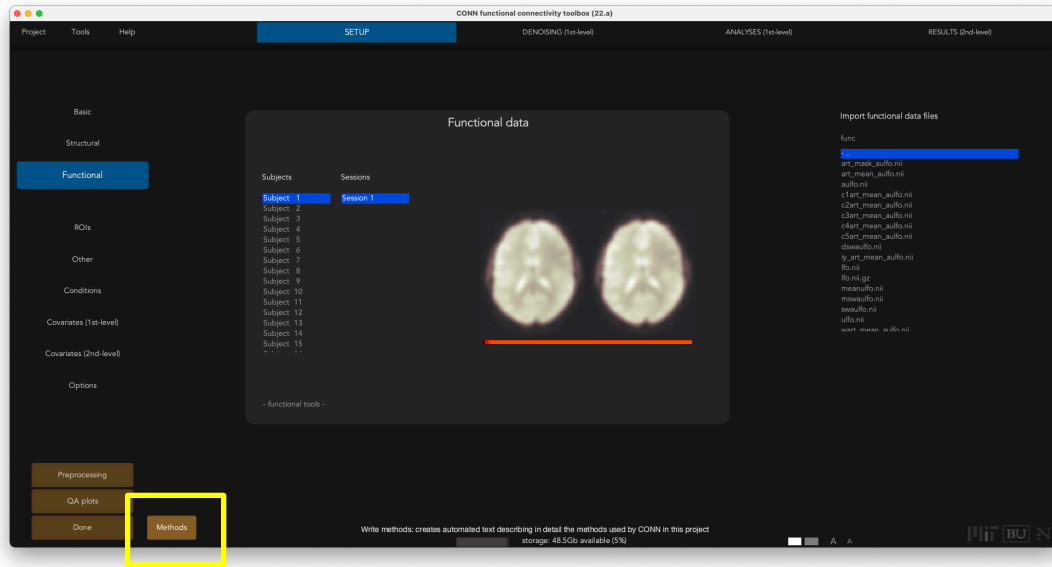 CONN functional connectivity toolbox (22.a)
Project Tools Help SETUP DENOISING (1st-level) ANALYSES (1st-level) RESULTS (2nd-level)
Basic
Structural
Functional
ROIs
Other
Conditions
Covariates (1st-level)
Covariates (2nd-level)
Options
Preprocessing
QA plots
Done
Methods
Functional data
Subjects Sessions
Subject 1 Session 1
Subject 2
Subject 3
Subject 4
Subject 5
Subject 6
Subject 7
Subject 8
Subject 9
Subject 10
Subject 11
Subject 12
Subject 13
Subject 14
Subject 15
- functional tools -
Import functional data files
func
- ..
art_mask_aulfo.nii
art_mean_aulfo.nii
aulfo.nii
c1art_mean_aulfo.nii
c2art_mean_aulfo.nii
c3art_mean_aulfo.nii
c4art_mean_aulfo.nii
c5art_mean_aulfo.nii
dswaulfo.nii
iy_art_mean_aulfo.nii
lfo.nii
lfo.nii.gz
meanulfo.nii
mswaulfo.nii
swaulfo.nii
ulfo.nii
wart_mean_aulfo.nii
Write methods: creates automated text describing in detail the methods used by CONN in this project
storage: 48.5Gb available (5%)
A A
BU N